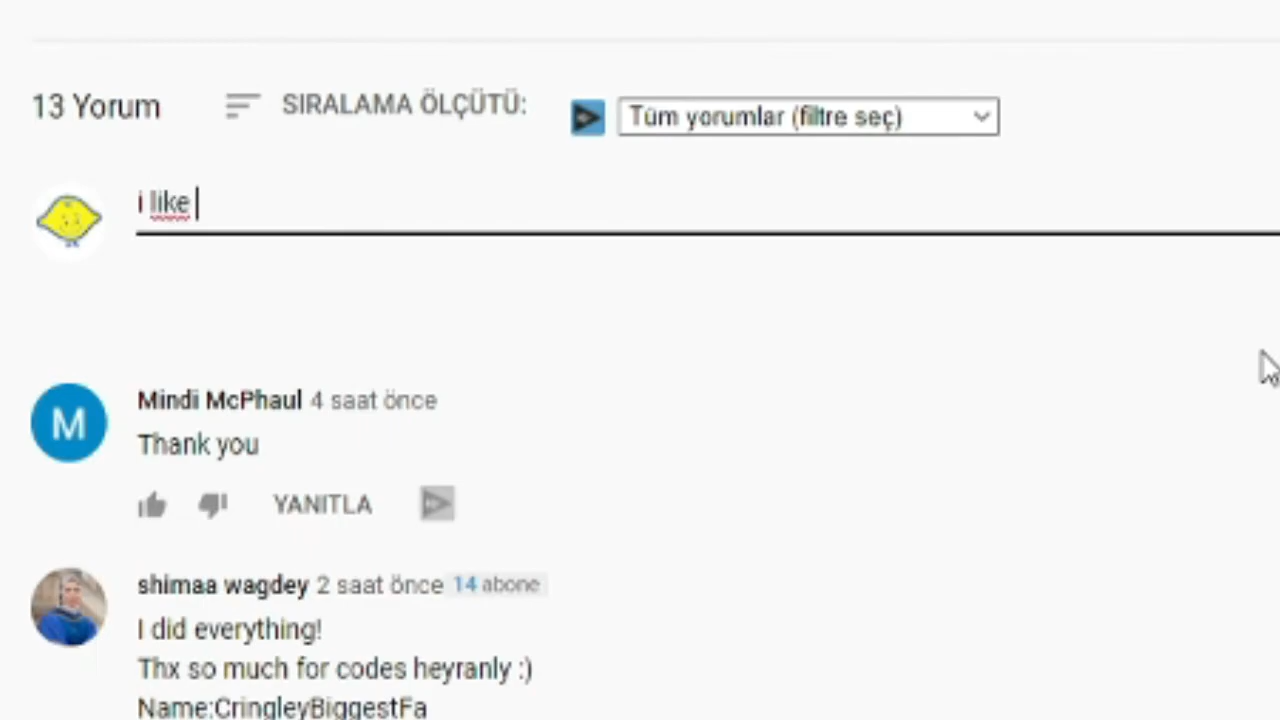 13 Yorum SIRALAMA ÖLÇÜTÜ: Tüm yorumlar (filtre seç)
i like
M
Mindi McPhaul 4 saat önce
Thank you
YANITLA
shimaa wagdey 2 saat önce 14 abone
I did everything!
Thx so much for codes heyranly :)
Name:CringleyBiggestFa